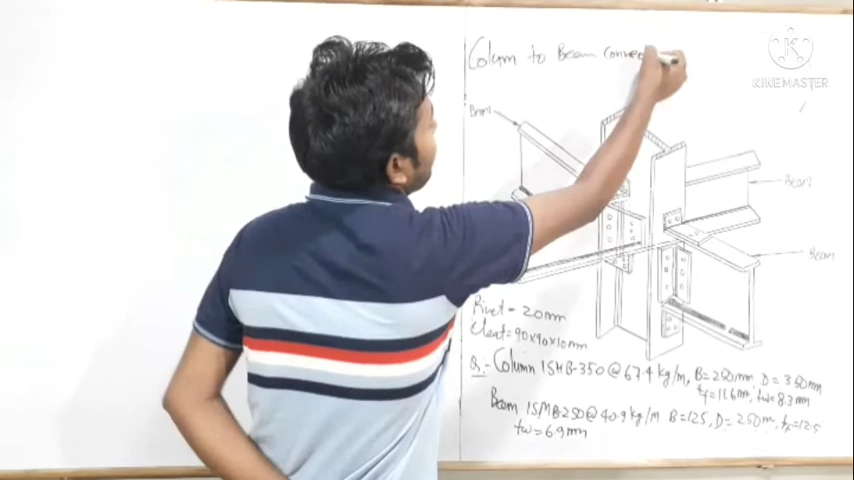 KINEMASTER
Colum to Beam connec
Beam
Beam
Beam
Rivet = 20mm
Cleat = 90x90x10mm
Q:- Column ISHB-350 @ 67.4 kg/m, B=250mm D=350mm
tf=11.6mm, tw=8.3mm
Beam ISMB-250 @ 40.9 kg/m B=125, D=250m, tf=12.5
tw=6.9mm